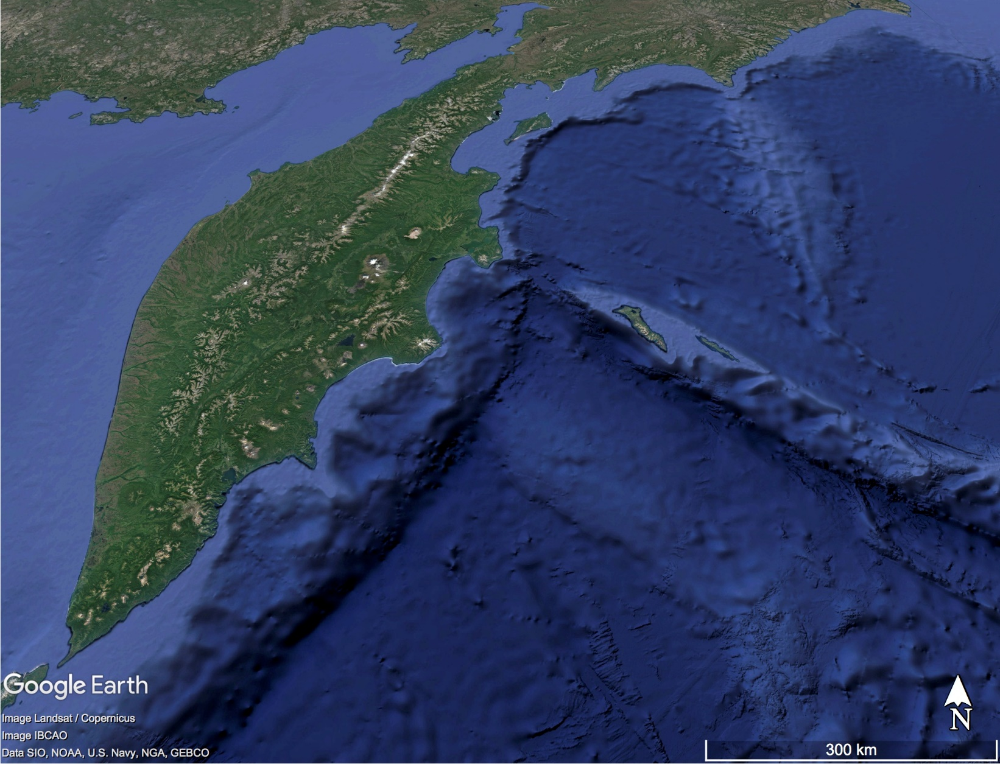 Google Earth
Image Landsat / Copernicus
Image IBCAO
Data SIO, NOAA, U.S. Navy, NGA, GEBCO
N
300 km